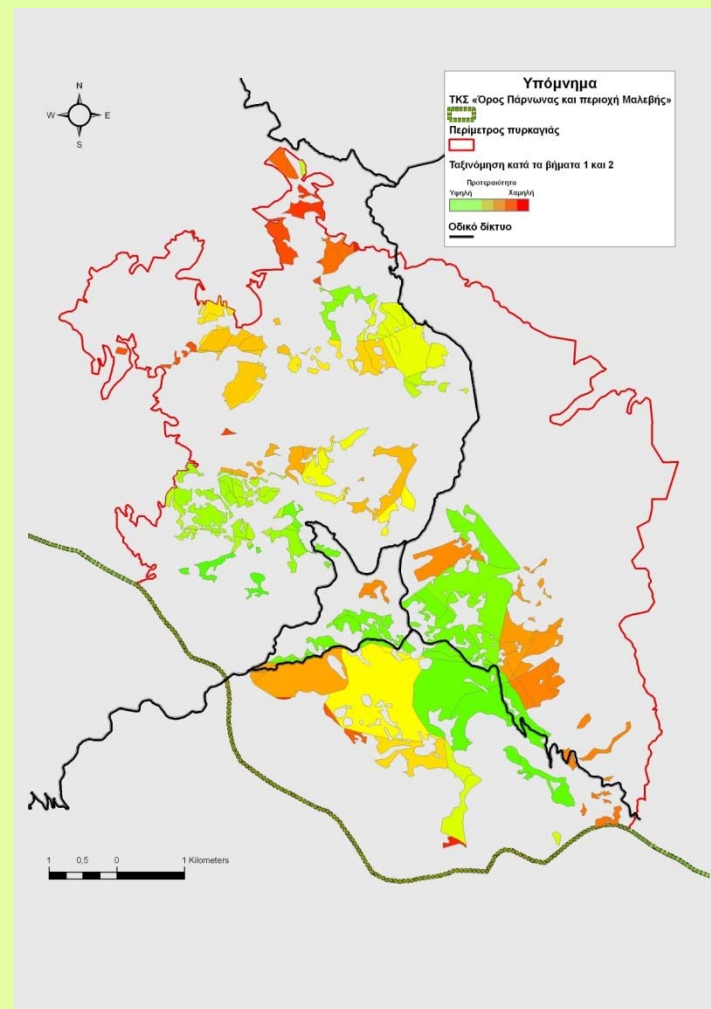 N
W E
S
Υπόμνημα
ΤΚΣ «Όρος Πάρνωνας και περιοχή Μαλεβής»
Περίμετρος πυρκαγιάς
Ταξινόμηση κατά τα βήματα 1 και 2
Προτεραιότητα
Υψηλή Χαμηλή
Οδικό δίκτυο
1 0,5 0 1 Kilometers